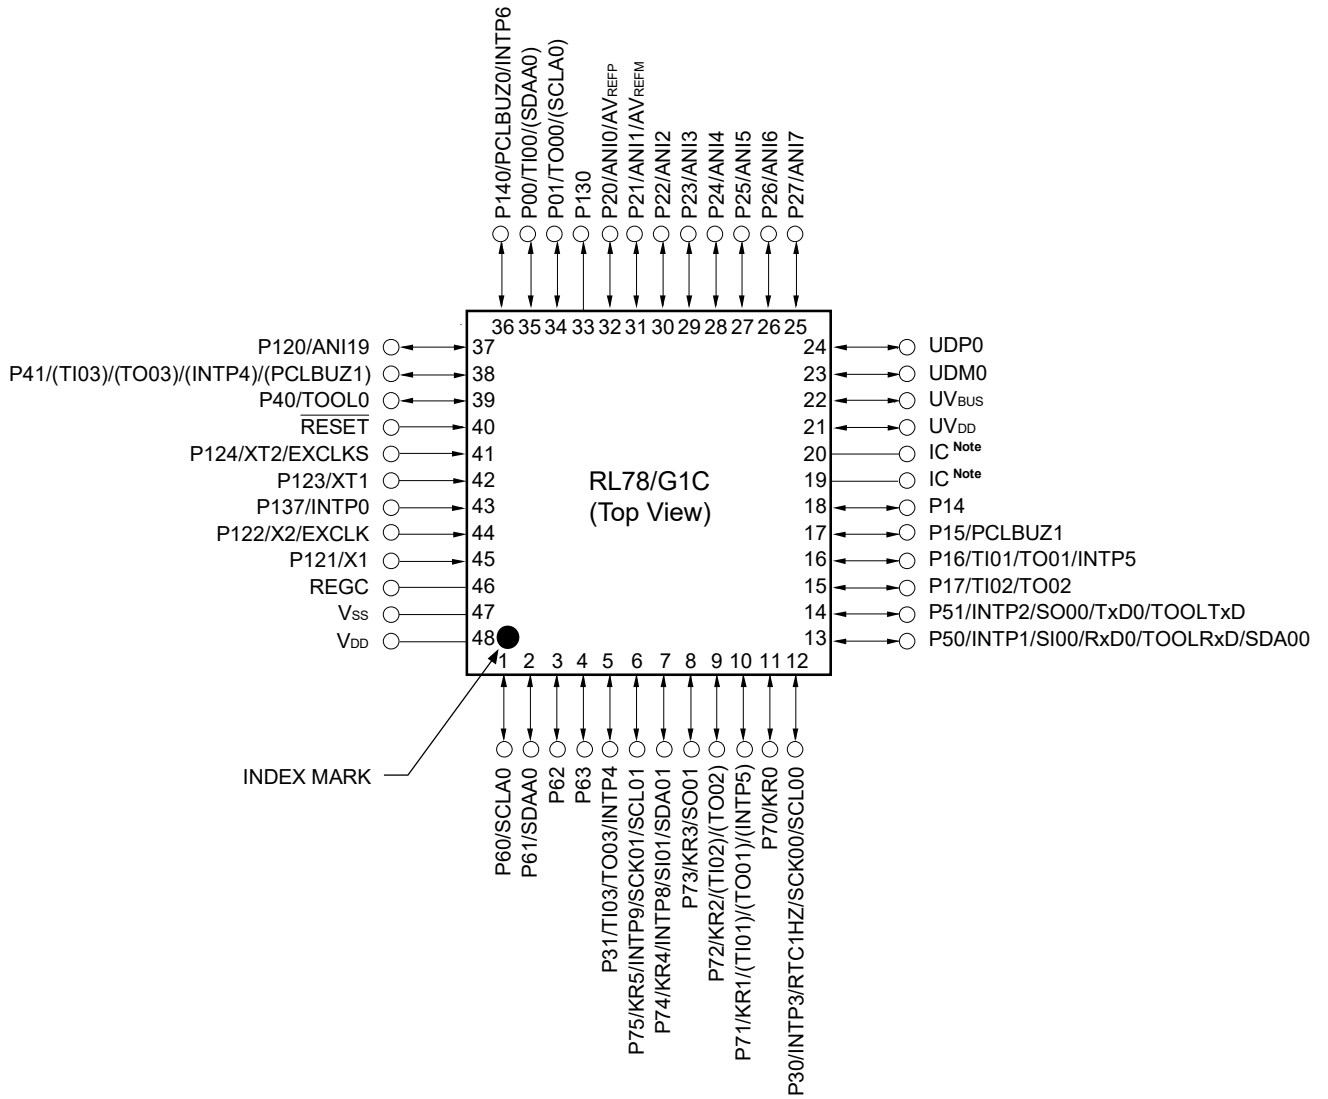 P140/PCLBUZ0/INTP6
P00/TI00/(SDAA0)
P01/TO00/(SCLA0)
P130
P20/ANI0/AVREFP
P21/ANI1/AVREFM
P22/ANI2
P23/ANI3
P24/ANI4
P25/ANI5
P26/ANI6
P27/ANI7
36 35 34 33 32 31 30 29 28 27 26 25
P120/ANI19 37
P41/(TI03)/(TO03)/(INTP4)/(PCLBUZ1) 38
P40/TOOL0 39
RESET 40
P124/XT2/EXCLKS 41
P123/XT1 42
P137/INTP0 43
P122/X2/EXCLK 44
P121/X1 45
REGC 46
VSS 47
VDD 48
RL78/G1C
(Top View)
24 UDP0
23 UDM0
22 UVBUS
21 UVDD
20 IC Note
19 IC Note
18 P14
17 P15/PCLBUZ1
16 P16/TI01/TO01/INTP5
15 P17/TI02/TO02
14 P51/INTP2/SO00/TxD0/TOOLTxD
13 P50/INTP1/SI00/RxD0/TOOLRxD/SDA00
1 2 3 4 5 6 7 8 9 10 11 12
INDEX MARK
P60/SCLA0
P61/SDAA0
P62
P63
P31/TI03/TO03/INTP4
P75/KR5/INTP9/SCK01/SCL01
P74/KR4/INTP8/SI01/SDA01
P73/KR3/SO01
P72/KR2/(TI02)/(TO02)
P71/KR1/(TI01)/(TO01)/(INTP5)
P70/KR0
P30/INTP3/RTC1HZ/SCK00/SCL00